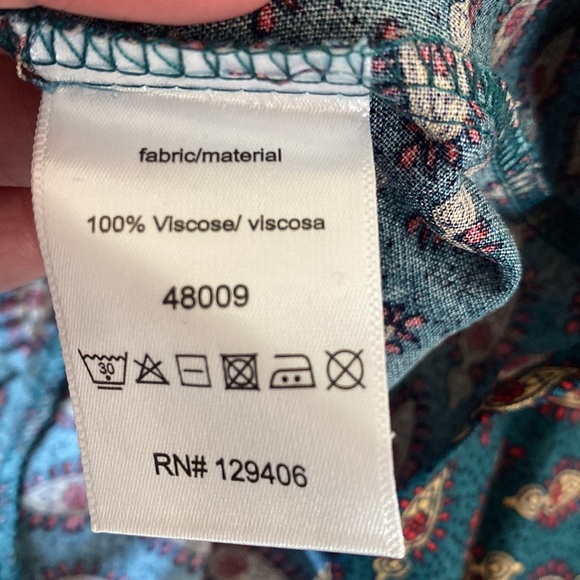 fabric/material
100% Viscose/ viscosa
48009
30
RN# 129406